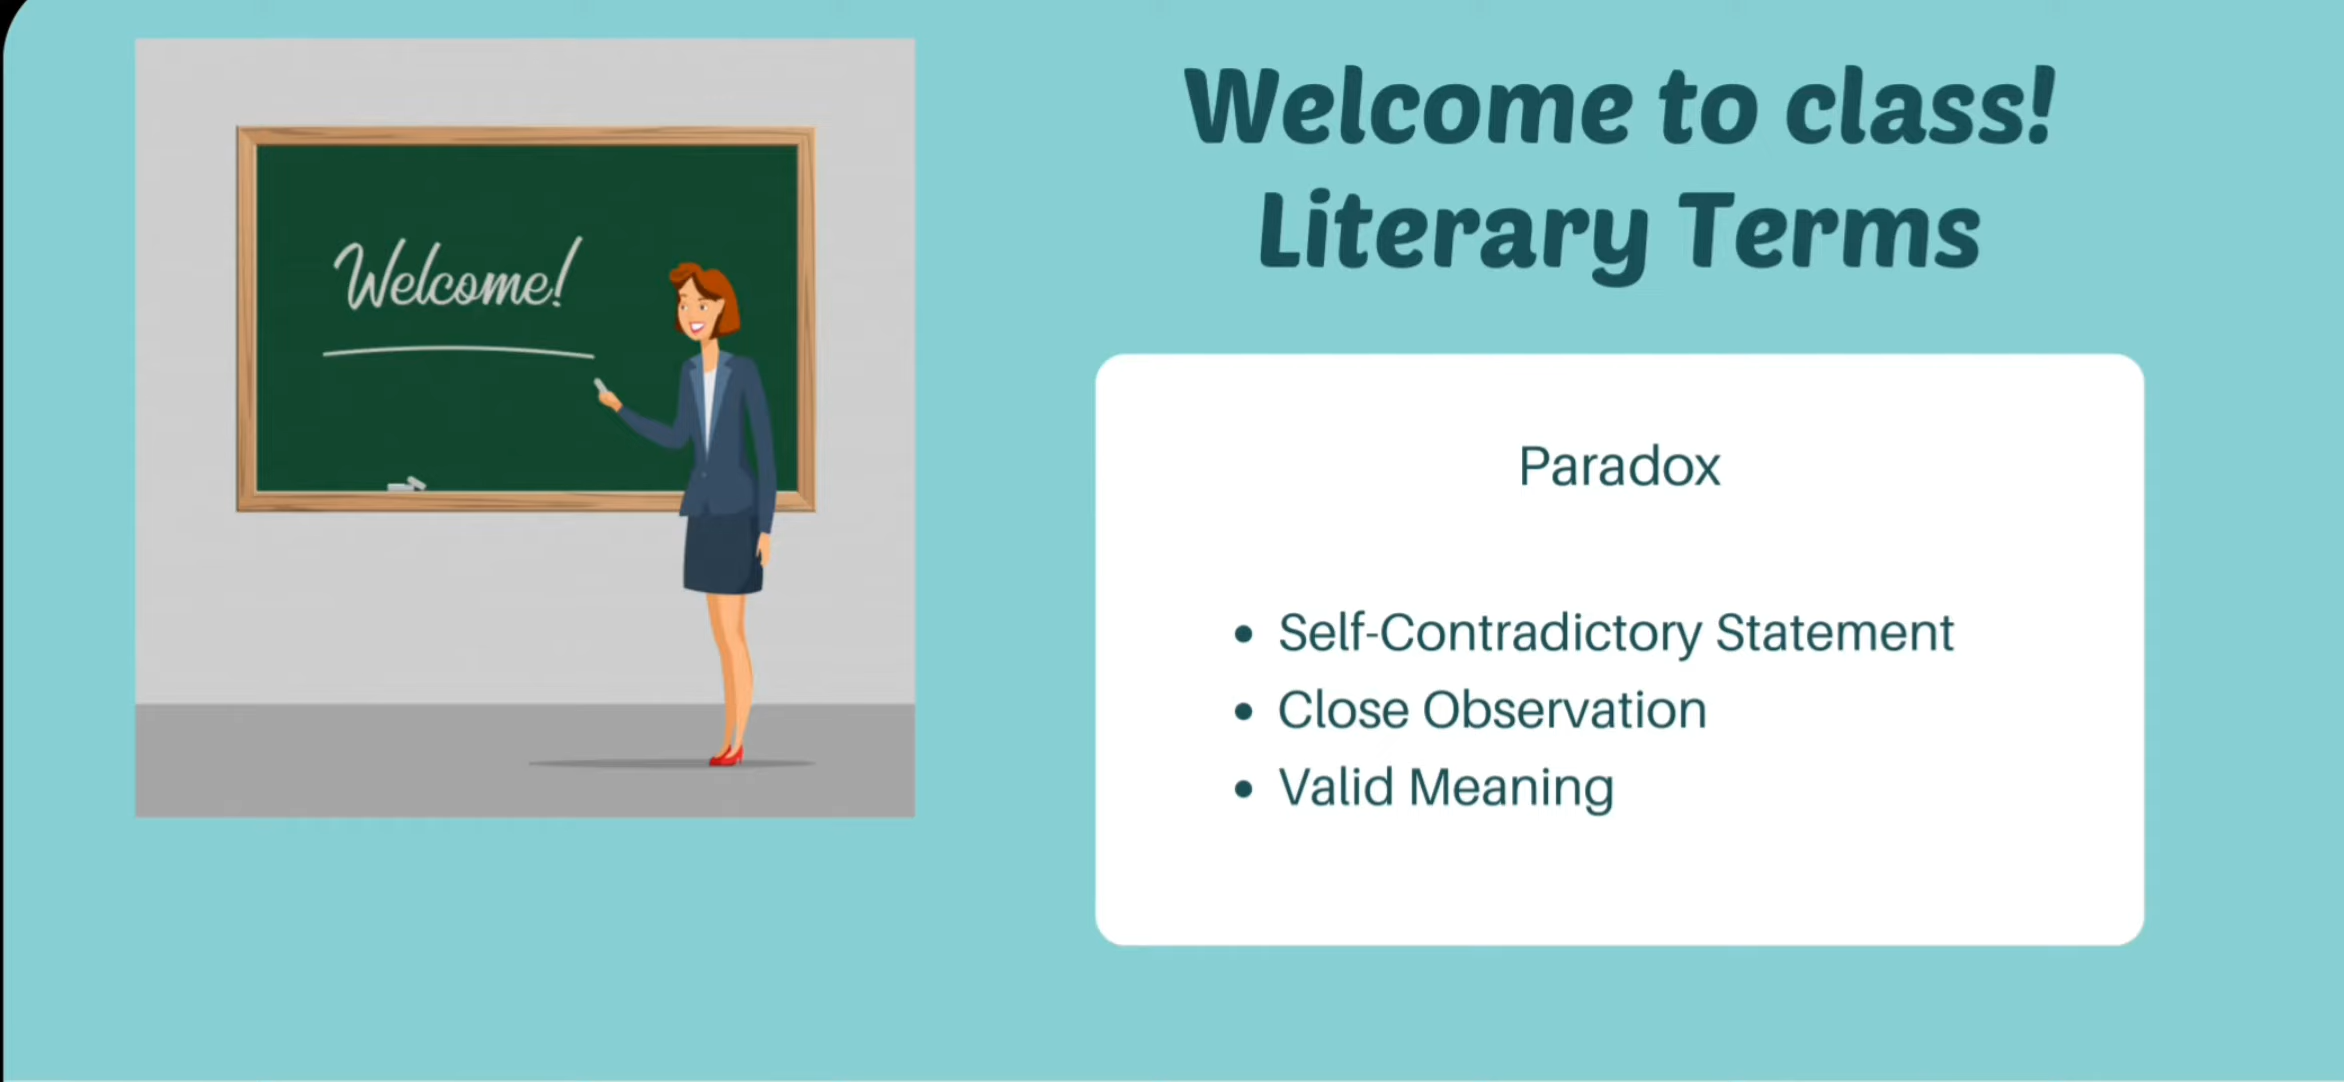 Welcome!
Welcome to class!
Literary Terms
Paradox
• Self-Contradictory Statement
• Close Observation
• Valid Meaning